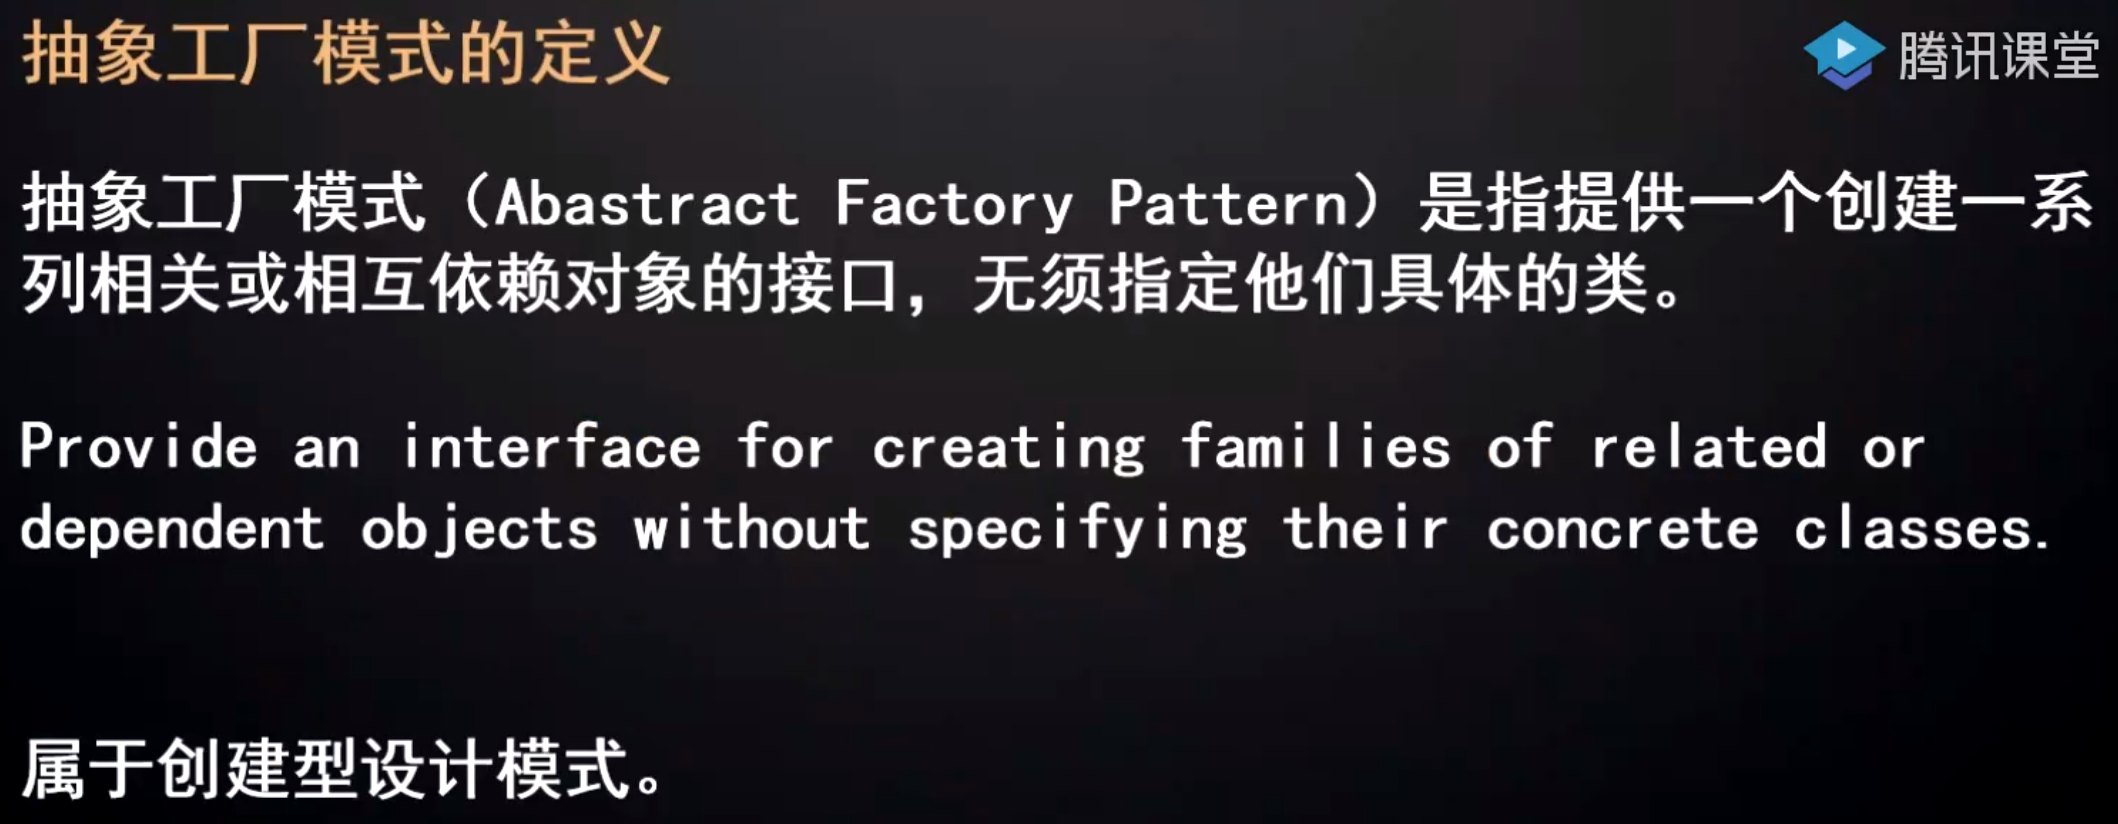 抽象工厂模式的定义
腾讯课堂
抽象工厂模式（Abastract Factory Pattern）是指提供一个创建一系
列相关或相互依赖对象的接口，无须指定他们具体的类。
Provide an interface for creating families of related or
dependent objects without specifying their concrete classes.
属于创建型设计模式。